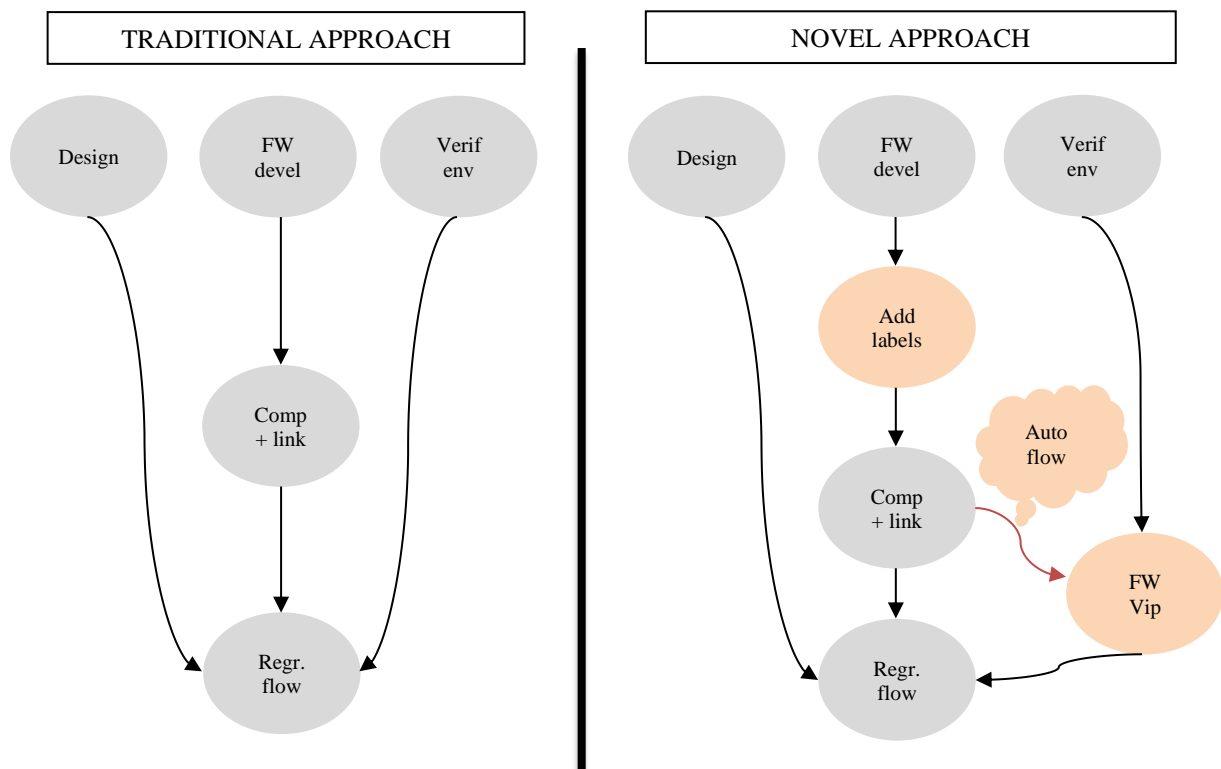 TRADITIONAL APPROACH
Design
FW
devel
Verif
env
Comp
+ link
Regr.
flow
NOVEL APPROACH
Design
FW
devel
Verif
env
Add
labels
Auto
flow
Comp
+ link
FW
Vip
Regr.
flow